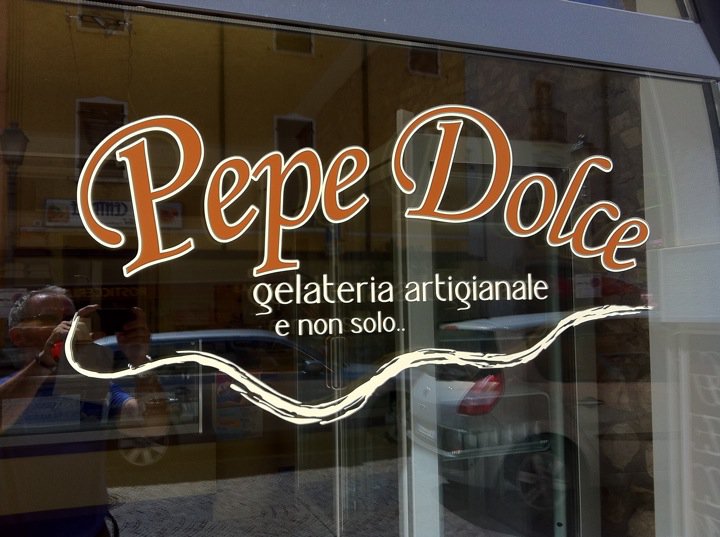 Pepe Dolce
gelateria artigianale
e non solo..